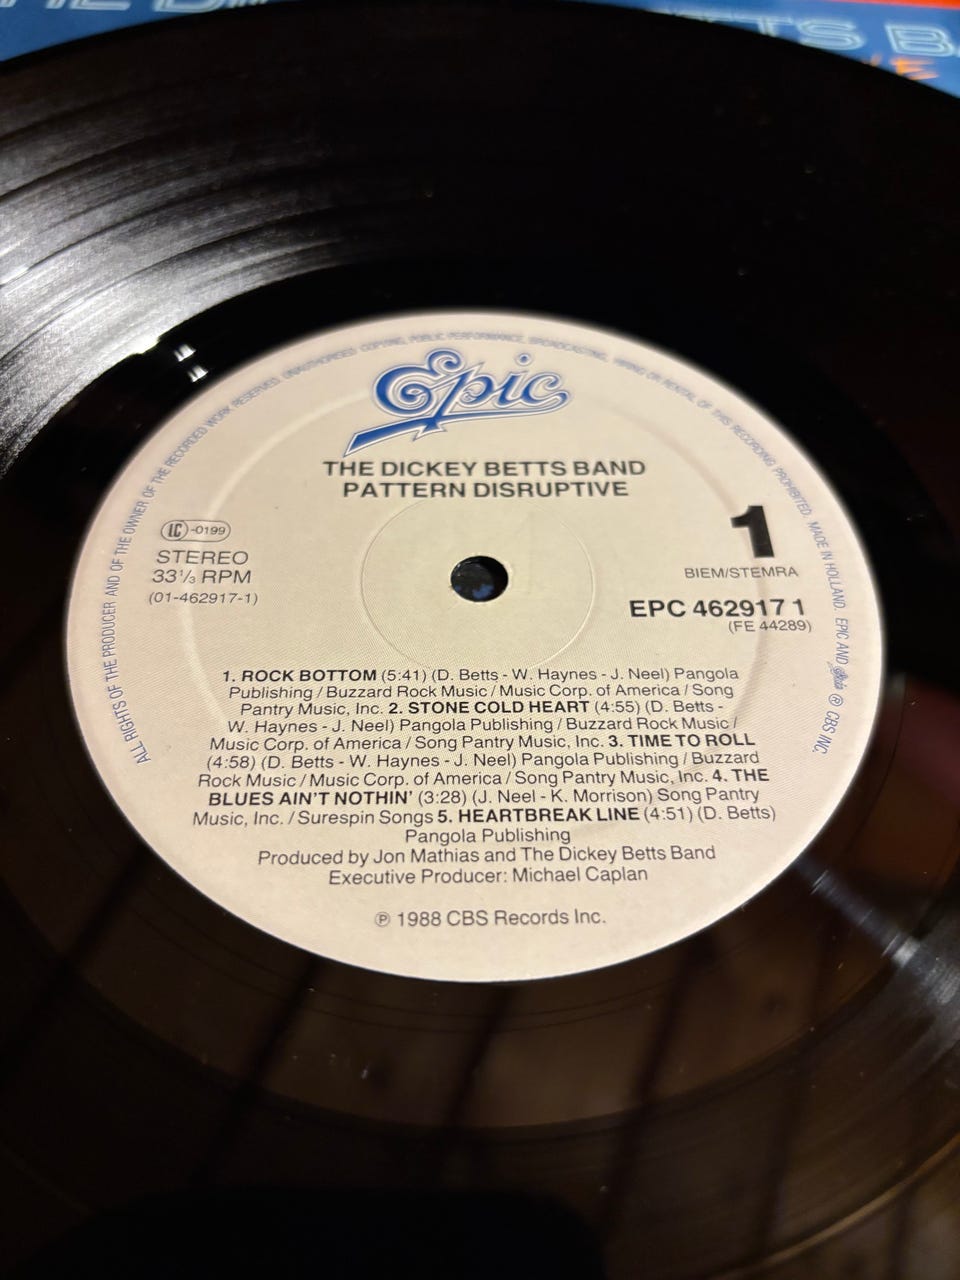 ALL RIGHTS OF THE PRODUCER AND OF THE OWNER OF THE RECORDED WORK RESERVED. UNAUTHORISED COPYING, PUBLIC PERFORMANCE, BROADCASTING, HIRING OR RENTAL OF THIS RECORDING PROHIBITED. MADE IN HOLLAND. EPIC AND Epic ℗ CBS INC.
Epic
THE DICKEY BETTS BAND
PATTERN DISRUPTIVE
LC-0199
STEREO
33⅓ RPM
(01-462917-1)
1
BIEM/STEMRA
EPC 462917 1
(FE 44289)
1. ROCK BOTTOM (5:41) (D. Betts - W. Haynes - J. Neel) Pangola
Publishing / Buzzard Rock Music / Music Corp. of America / Song
Pantry Music, Inc. 2. STONE COLD HEART (4:55) (D. Betts -
W. Haynes - J. Neel) Pangola Publishing / Buzzard Rock Music /
Music Corp. of America / Song Pantry Music, Inc. 3. TIME TO ROLL
(4:58) (D. Betts - W. Haynes - J. Neel) Pangola Publishing / Buzzard
Rock Music / Music Corp. of America / Song Pantry Music, Inc. 4. THE
BLUES AIN'T NOTHIN' (3:28) (J. Neel - K. Morrison) Song Pantry
Music, Inc. / Surespin Songs 5. HEARTBREAK LINE (4:51) (D. Betts)
Pangola Publishing
Produced by Jon Mathias and The Dickey Betts Band
Executive Producer: Michael Caplan
℗ 1988 CBS Records Inc.